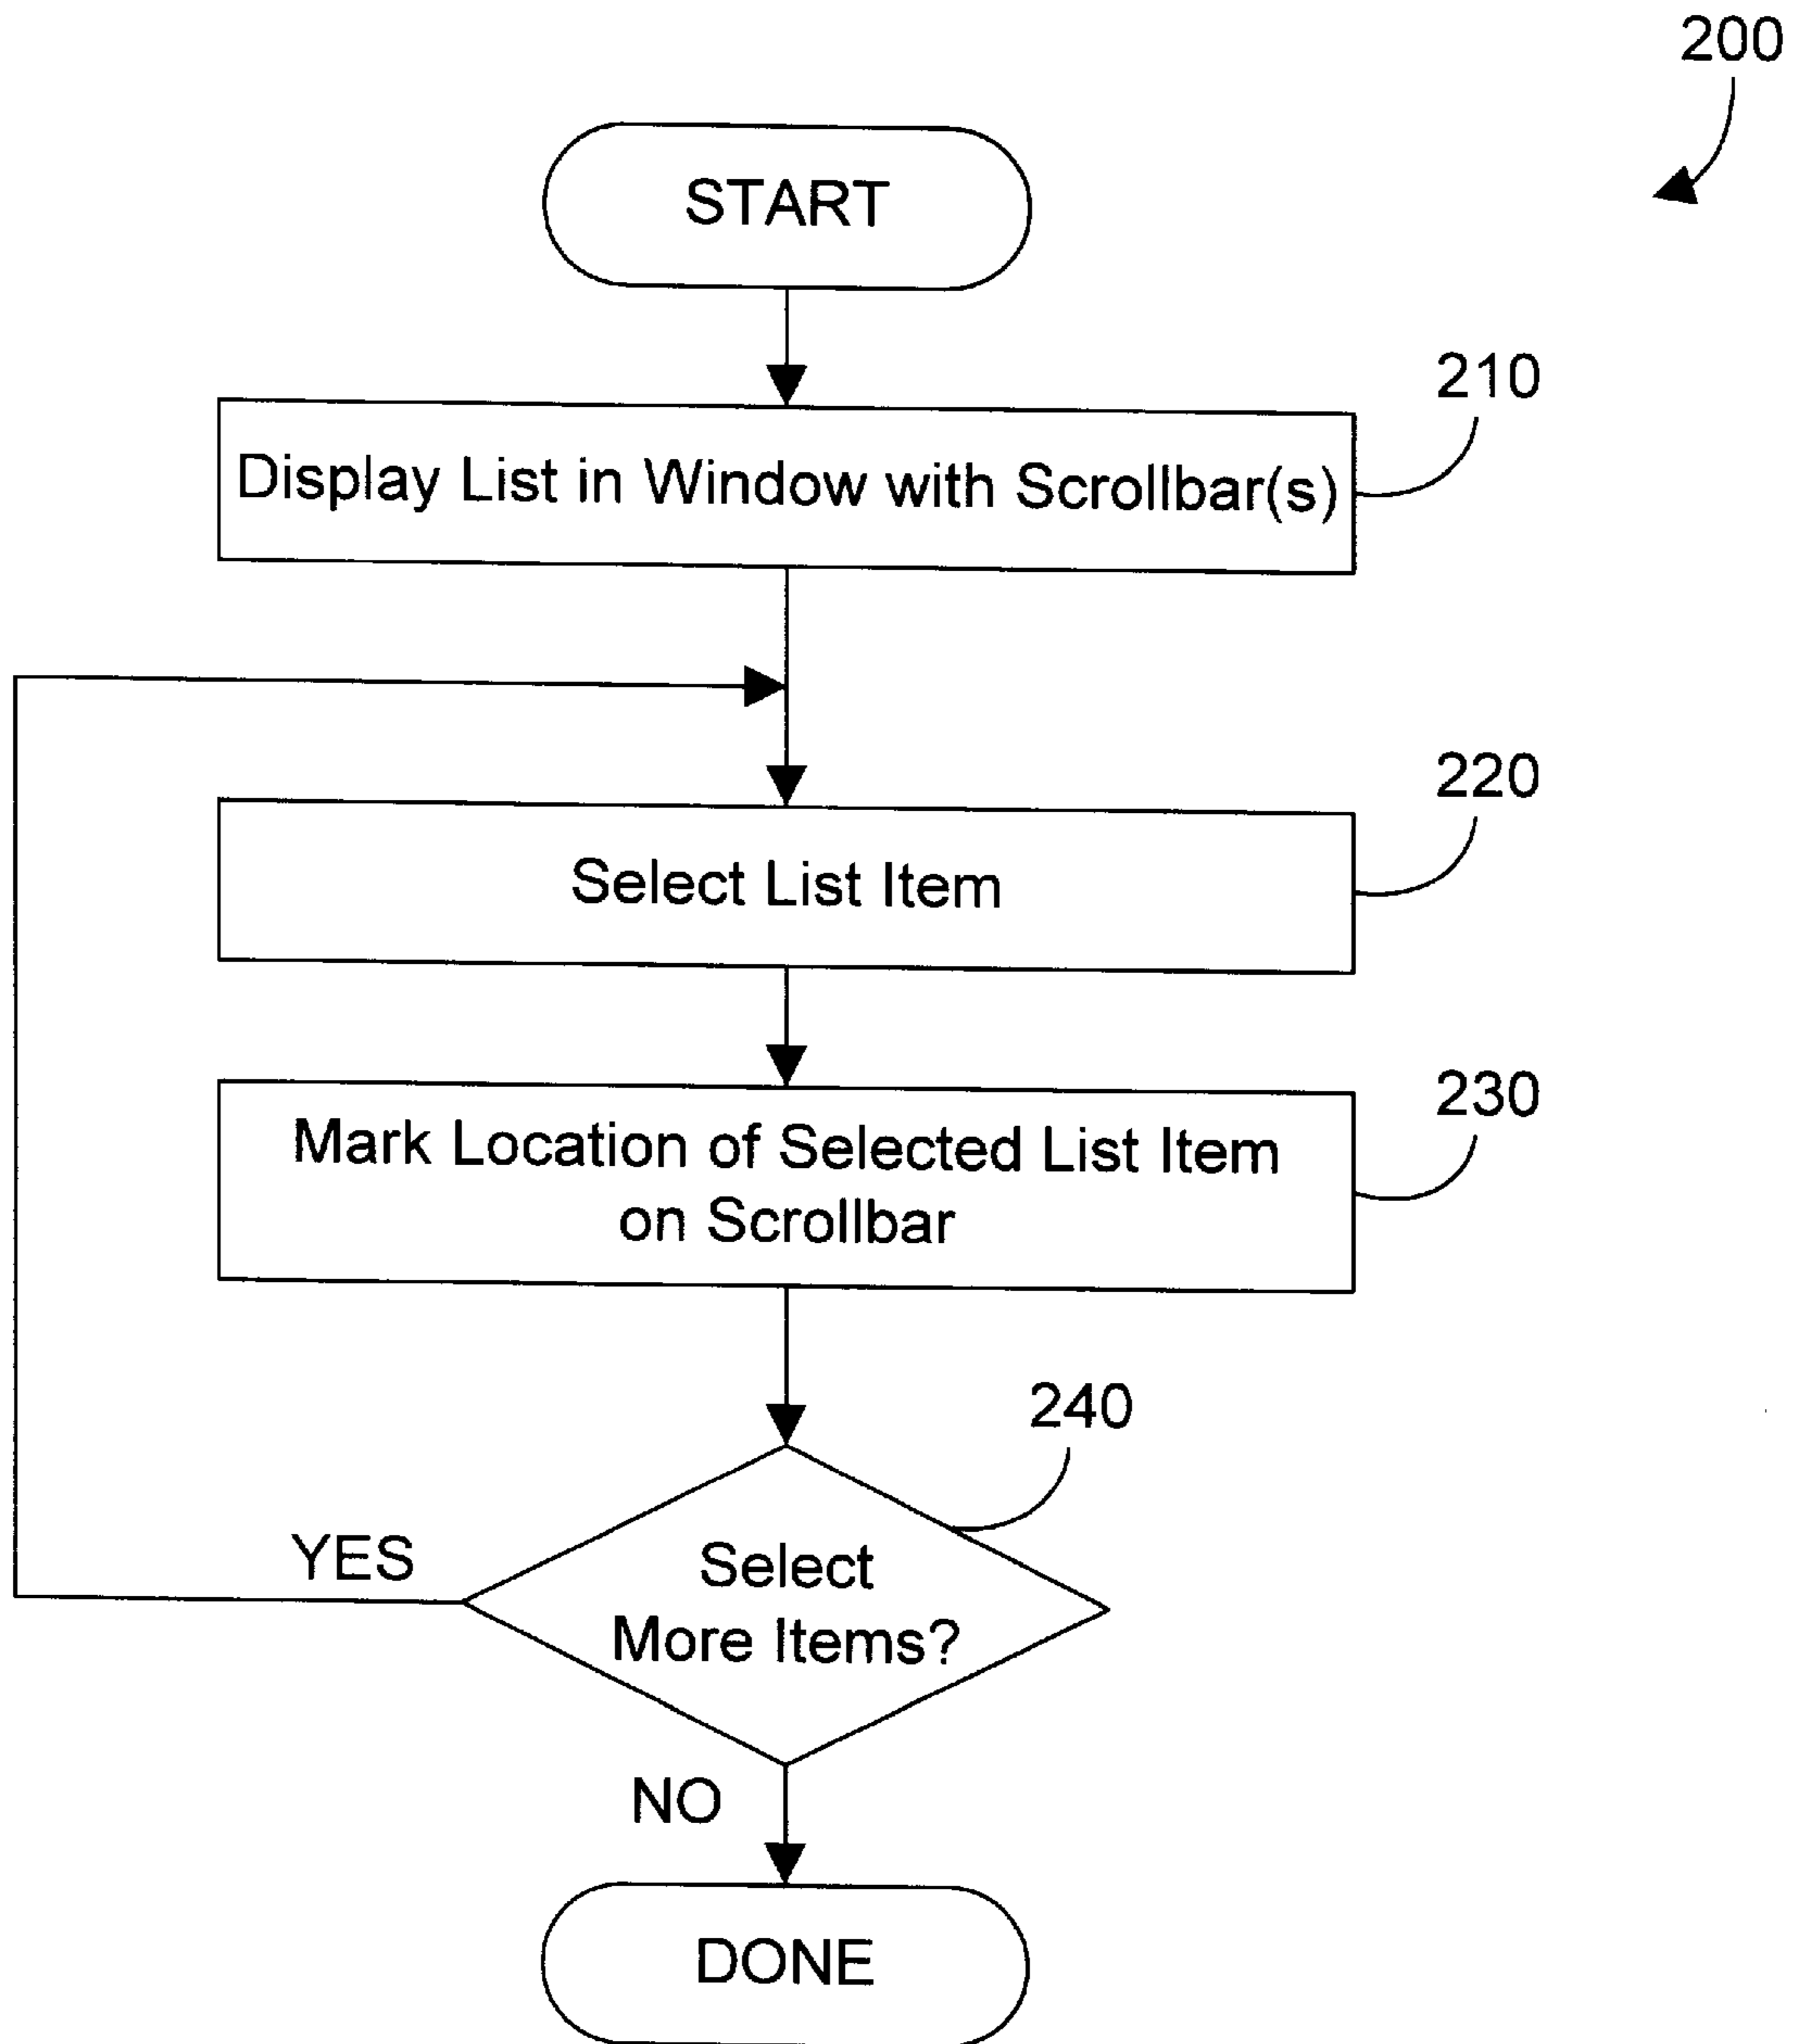 200
START
210
Display List in Window with Scrollbar(s)
220
Select List Item
230
Mark Location of Selected List Item
on Scrollbar
240
YES
Select
More Items?
NO
DONE